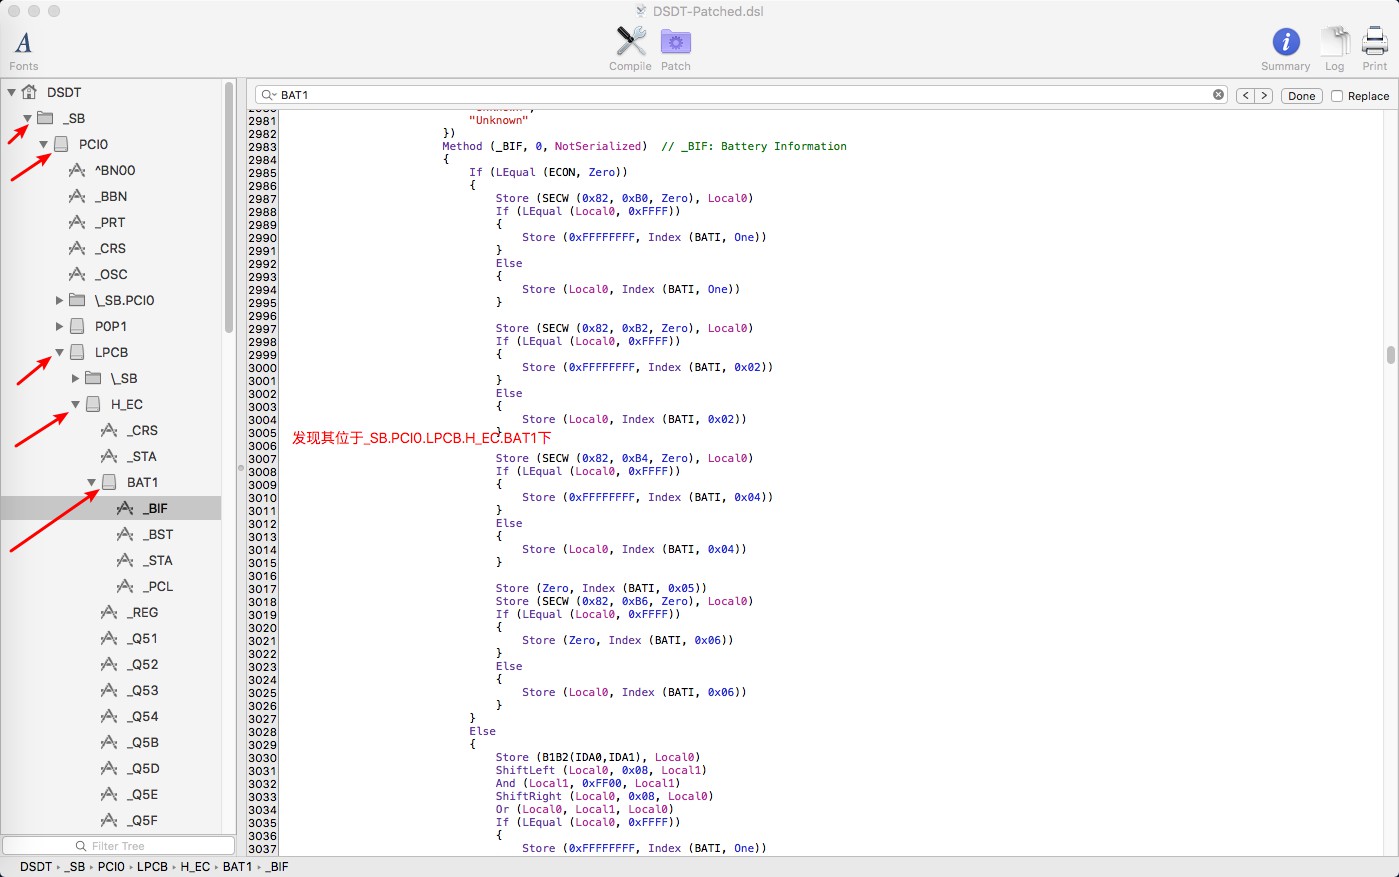 DSDT-Patched.dsl
Fonts
Compile
Patch
Summary
Log
Print
DSDT
_SB
PCI0
^BN00
_BBN
_PRT
_CRS
_OSC
\_SB.PCI0
P0P1
LPCB
\_SB
H_EC
_CRS
_STA
BAT1
_BIF
_BST
_STA
_PCL
_REG
_Q51
_Q52
_Q53
_Q54
_Q5B
_Q5D
_Q5E
_Q5F
Filter Tree
BAT1
< >
Done
Replace
2981 "Unknown"
2982 })
2983 Method (_BIF, 0, NotSerialized)  // _BIF: Battery Information
2984 {
2985 If (LEqual (ECON, Zero))
2986 {
2987 Store (SECW (0x82, 0xB0, Zero), Local0)
2988 If (LEqual (Local0, 0xFFFF))
2989 {
2990 Store (0xFFFFFFFF, Index (BATI, One))
2991 }
2992 Else
2993 {
2994 Store (Local0, Index (BATI, One))
2995 }
2996
2997 Store (SECW (0x82, 0xB2, Zero), Local0)
2998 If (LEqual (Local0, 0xFFFF))
2999 {
3000 Store (0xFFFFFFFF, Index (BATI, 0x02))
3001 }
3002 Else
3003 {
3004 Store (Local0, Index (BATI, 0x02))
3005 }
发现其位于_SB.PCI0.LPCB.H_EC.BAT1下
3006
3007 Store (SECW (0x82, 0xB4, Zero), Local0)
3008 If (LEqual (Local0, 0xFFFF))
3009 {
3010 Store (0xFFFFFFFF, Index (BATI, 0x04))
3011 }
3012 Else
3013 {
3014 Store (Local0, Index (BATI, 0x04))
3015 }
3016
3017 Store (Zero, Index (BATI, 0x05))
3018 Store (SECW (0x82, 0xB6, Zero), Local0)
3019 If (LEqual (Local0, 0xFFFF))
3020 {
3021 Store (Zero, Index (BATI, 0x06))
3022 }
3023 Else
3024 {
3025 Store (Local0, Index (BATI, 0x06))
3026 }
3027 }
3028 Else
3029 {
3030 Store (B1B2(IDA0,IDA1), Local0)
3031 ShiftLeft (Local0, 0x08, Local1)
3032 And (Local1, 0xFF00, Local1)
3033 ShiftRight (Local0, 0x08, Local0)
3034 Or (Local0, Local1, Local0)
3035 If (LEqual (Local0, 0xFFFF))
3036 {
3037 Store (0xFFFFFFFF, Index (BATI, One))
DSDT › _SB › PCI0 › LPCB › H_EC › BAT1 › _BIF